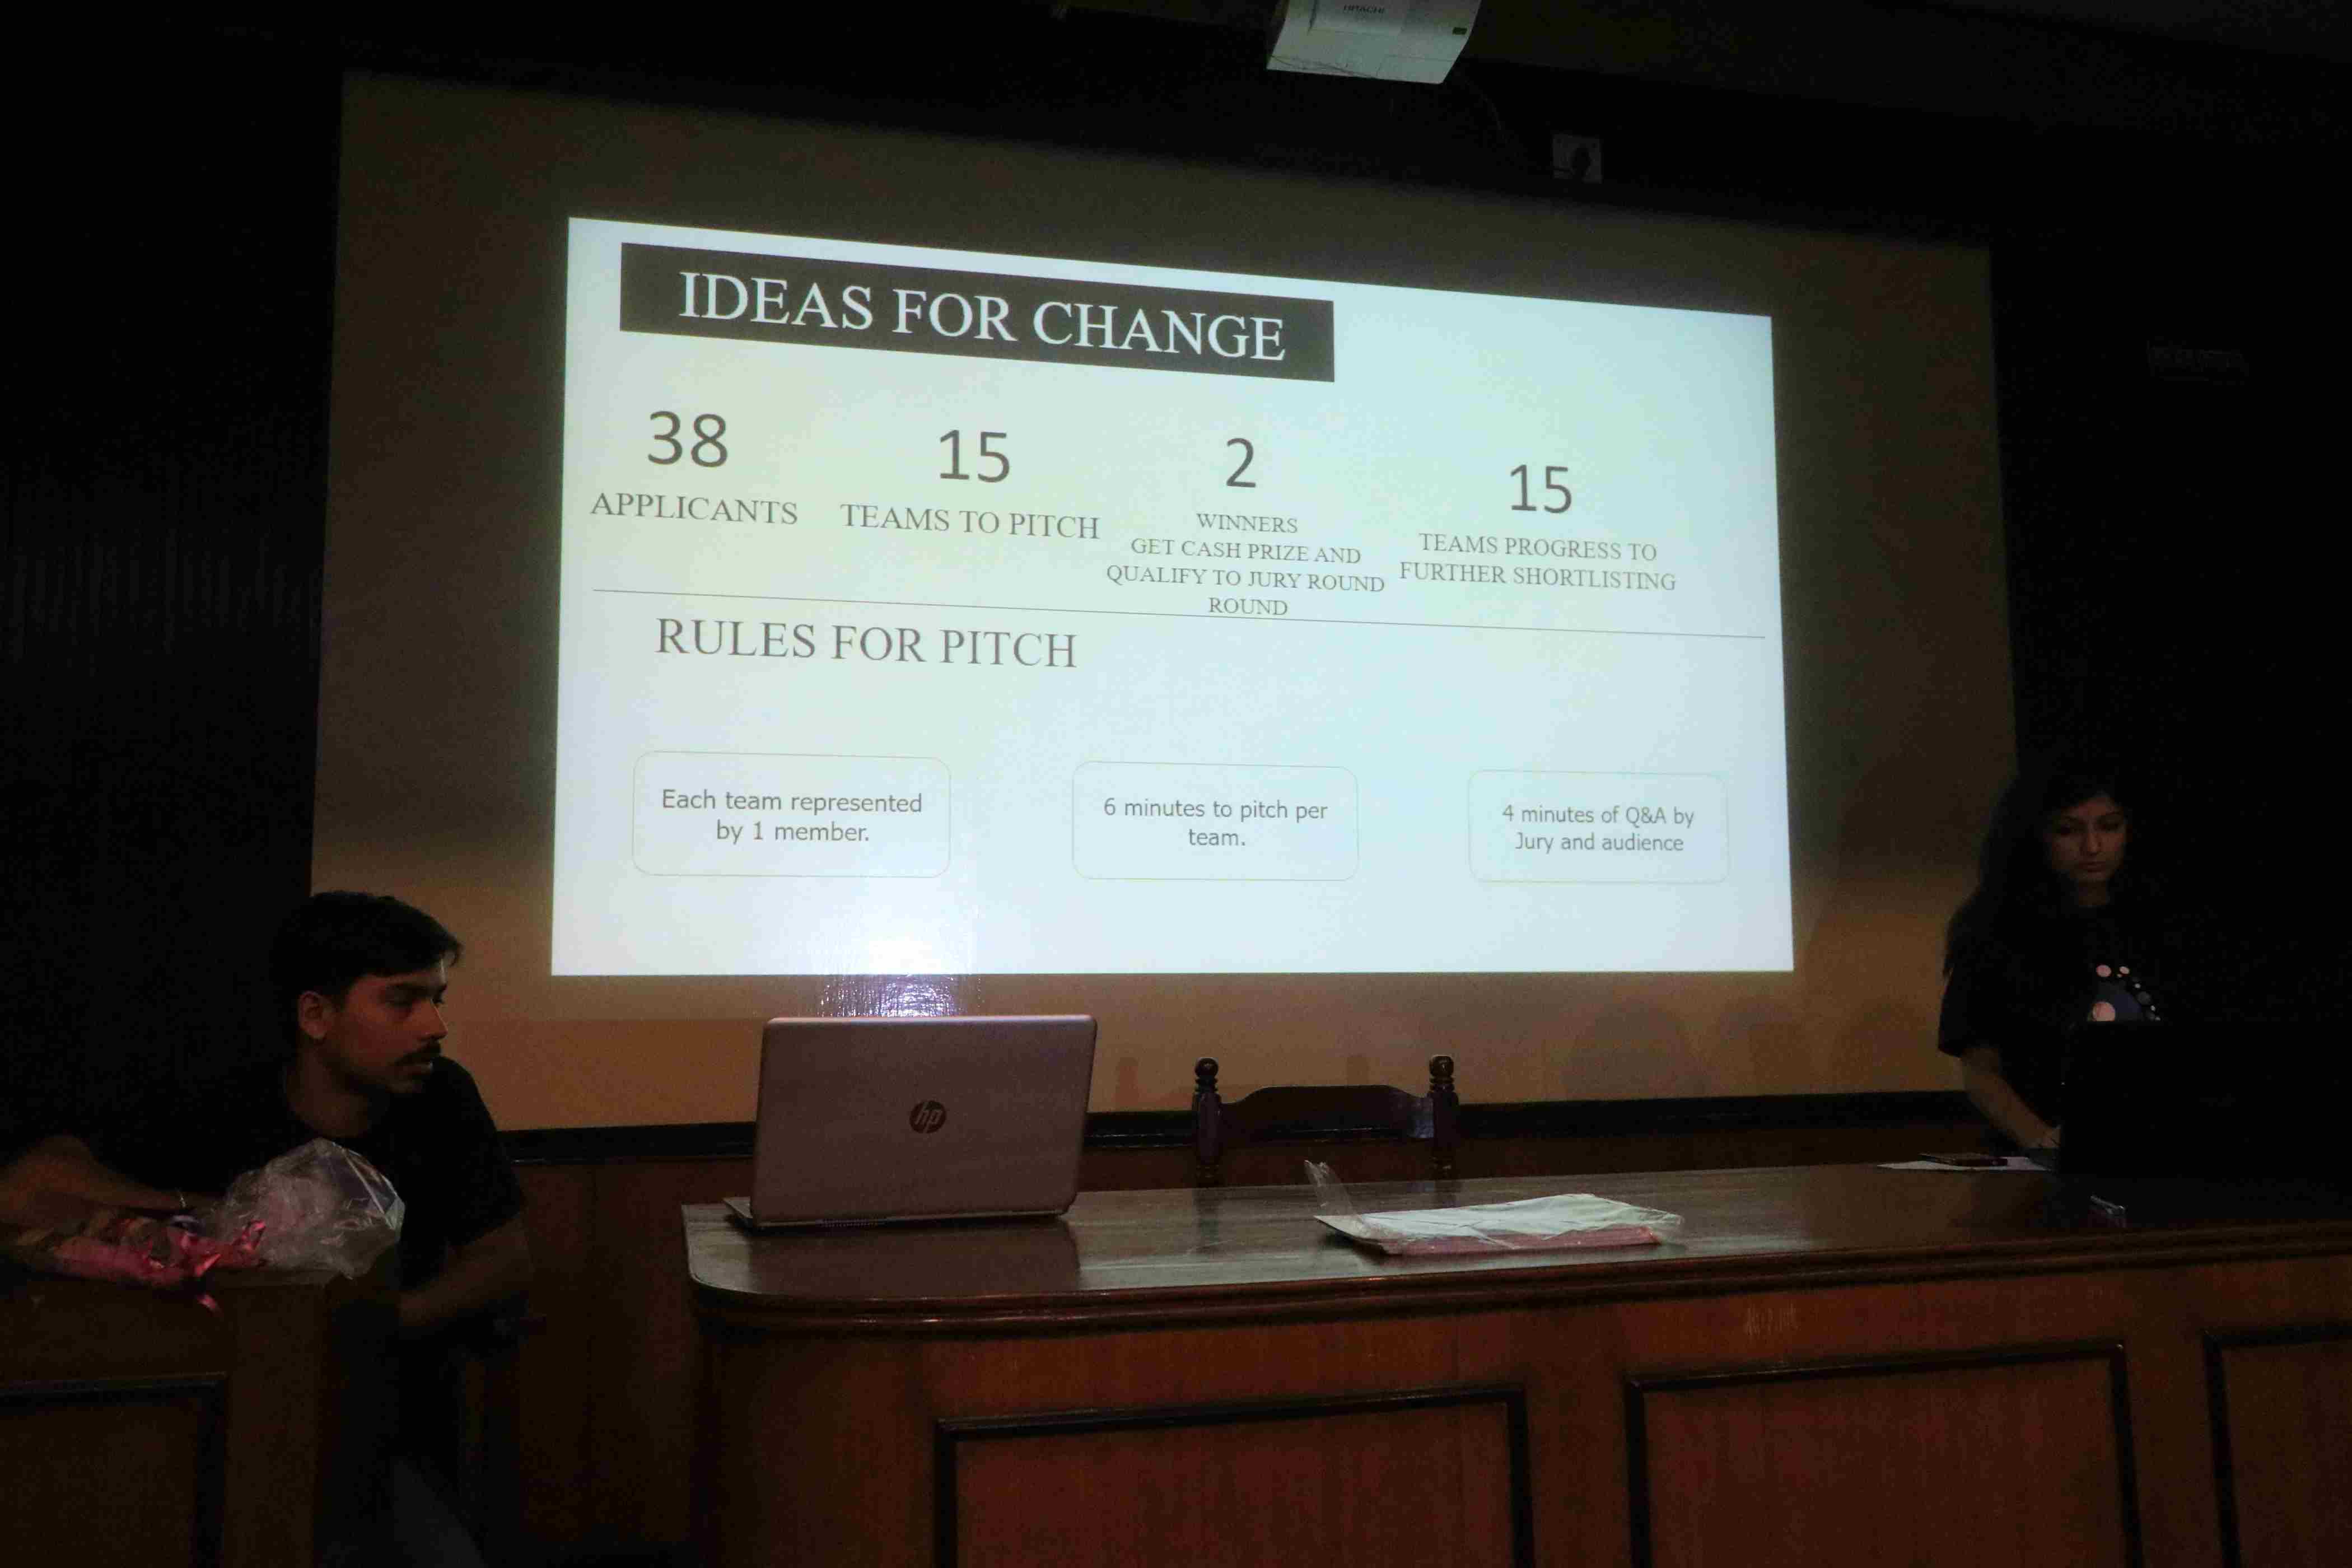 HITACHI
IDEAS FOR CHANGE
38
APPLICANTS
15
TEAMS TO PITCH
2
WINNERS
GET CASH PRIZE AND
QUALIFY TO JURY ROUND
ROUND
15
TEAMS PROGRESS TO
FURTHER SHORTLISTING
RULES FOR PITCH
Each team represented
by 1 member.
6 minutes to pitch per
team.
4 minutes of Q&A by
Jury and audience
hp